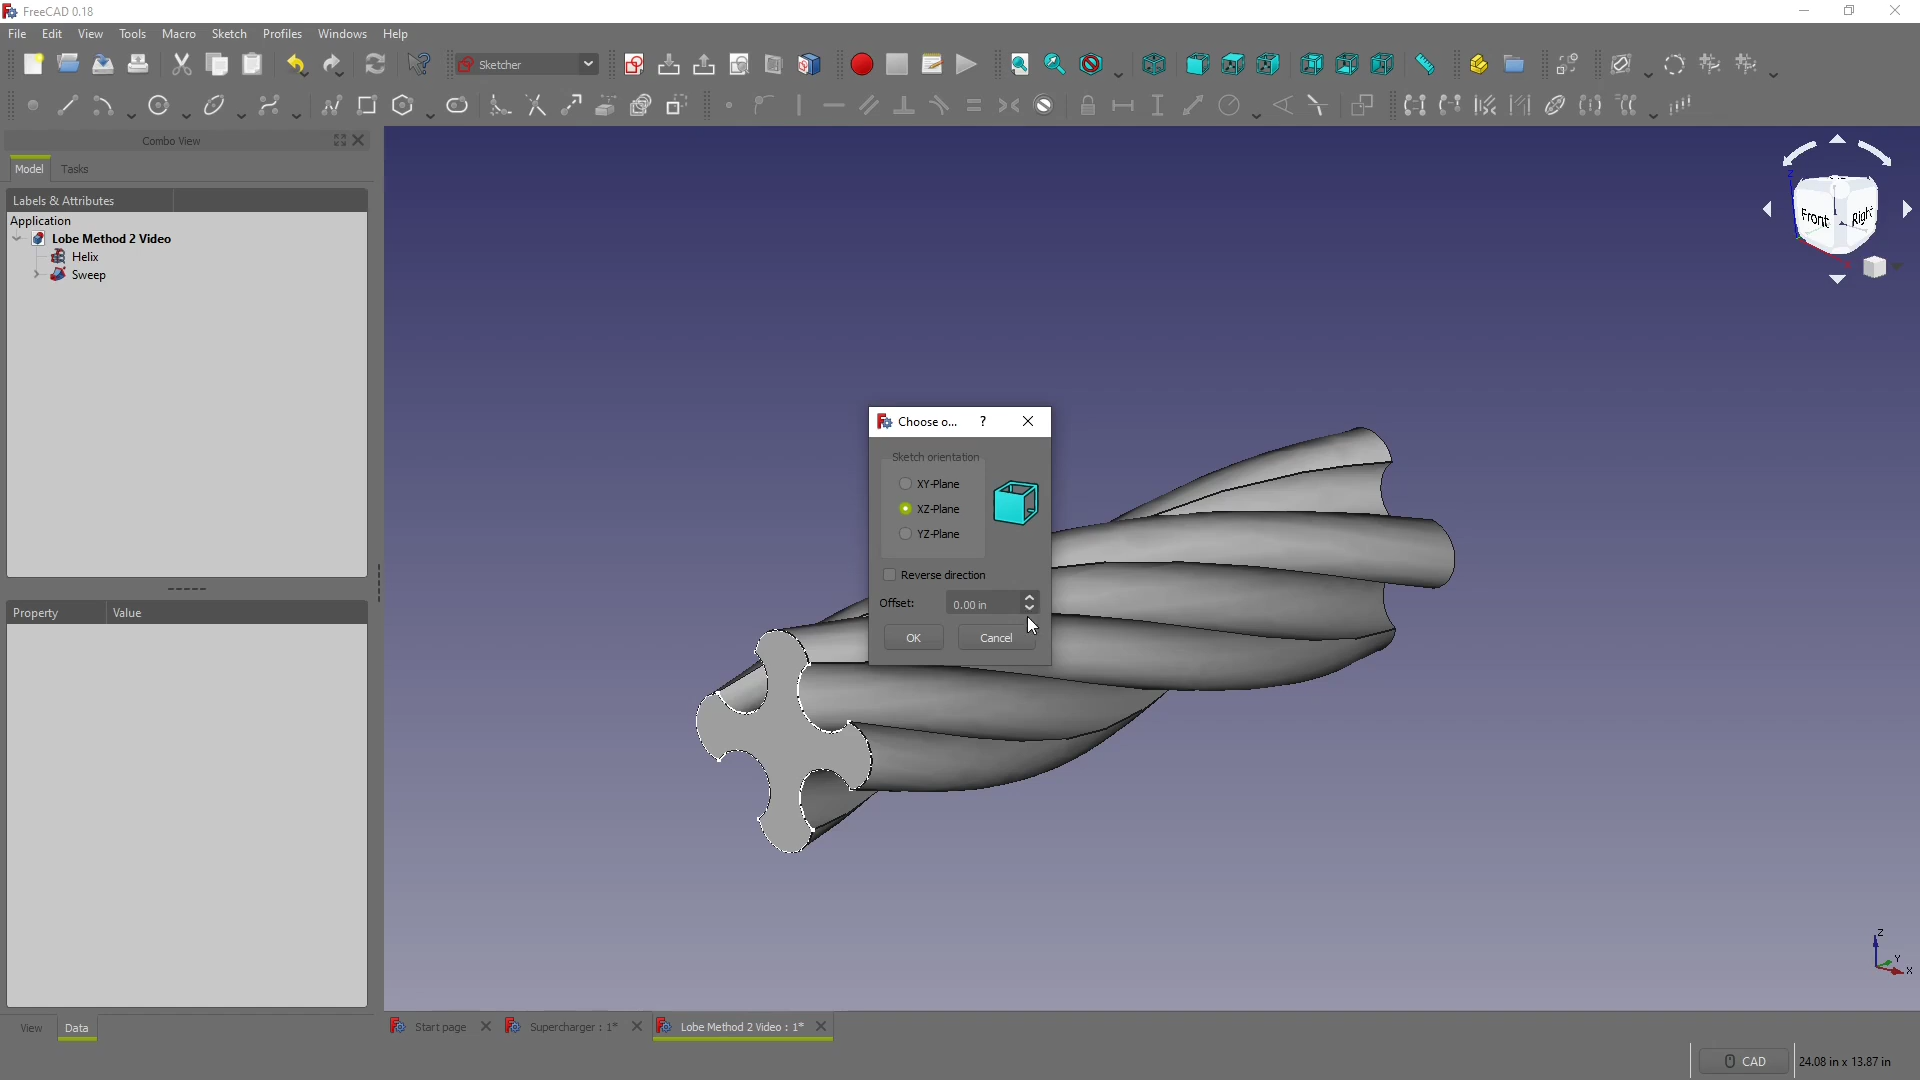 FreeCAD 0.18
File Edit View Tools Macro Sketch Profiles Windows Help
Sketcher
Combo View
Model Tasks
Labels & Attributes
Application
Lobe Method 2 Video
Helix
Sweep
Property Value
View Data
Choose o... ?
Sketch orientation
XY-Plane
XZ-Plane
YZ-Plane
Reverse direction
Offset: 0.00 in
OK Cancel
Front Right
Z
Z
Y
X
Start page Supercharger : 1* Lobe Method 2 Video : 1*
CAD 24.08 in x 13.87 in